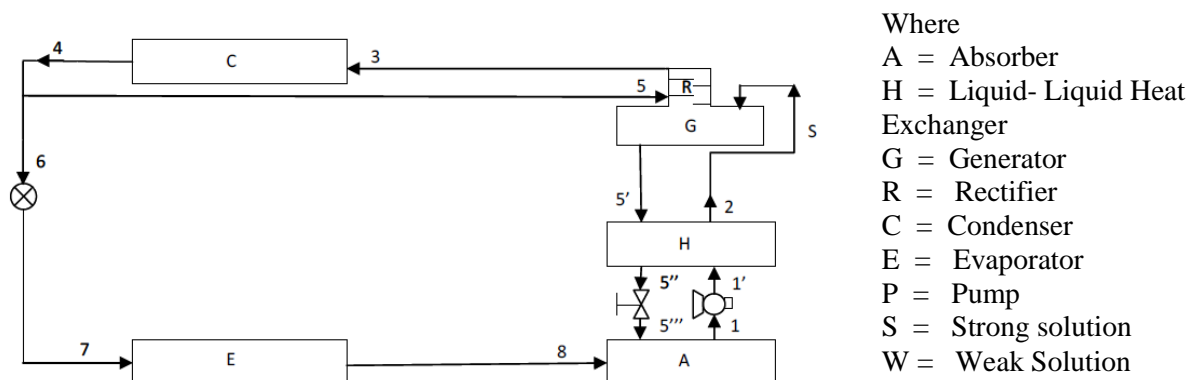 4
C
3
5
R
G
S
6
5'
2
H
5''
1'
5'''
1
7
E
8
A
Where
A = Absorber
H = Liquid- Liquid Heat
Exchanger
G = Generator
R = Rectifier
C = Condenser
E = Evaporator
P = Pump
S = Strong solution
W = Weak Solution